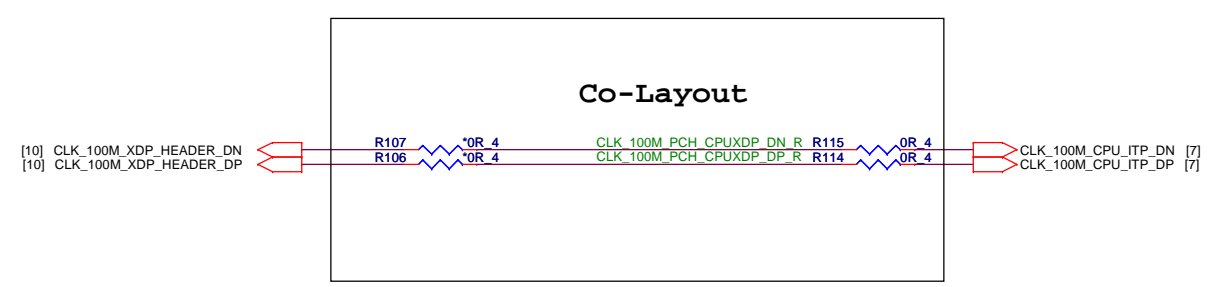 Co-Layout
[10] CLK_100M_XDP_HEADER_DN R107 *0R_4 CLK_100M_PCH_CPUXDP_DN_R R115 0R_4 CLK_100M_CPU_ITP_DN [7]
[10] CLK_100M_XDP_HEADER_DP R106 *0R_4 CLK_100M_PCH_CPUXDP_DP_R R114 0R_4 CLK_100M_CPU_ITP_DP [7]